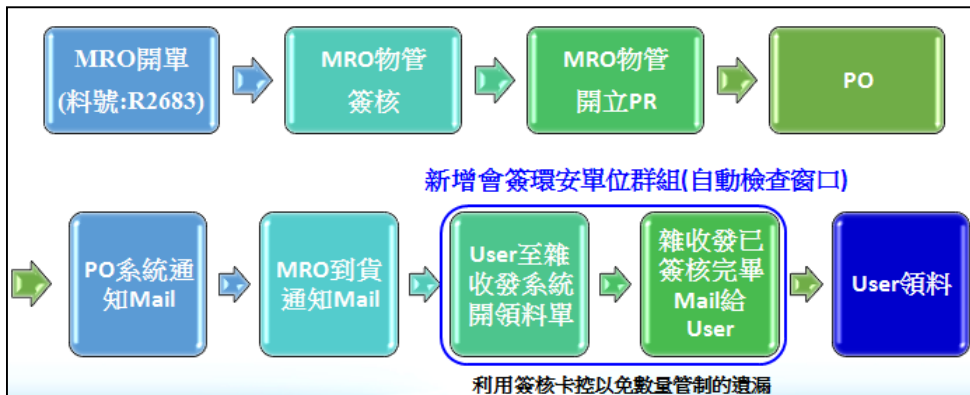 MRO開單
(料號:R2683)
MRO物管
簽核
MRO物管
開立PR
PO
新增會簽環安單位群組(自動檢查窗口)
PO系統通
知Mail
MRO到貨
通知Mail
User至雜
收發系統
開領料單
雜收發已
簽核完畢
Mail給
User
User領料
利用簽核卡控以免數量管制的遺漏